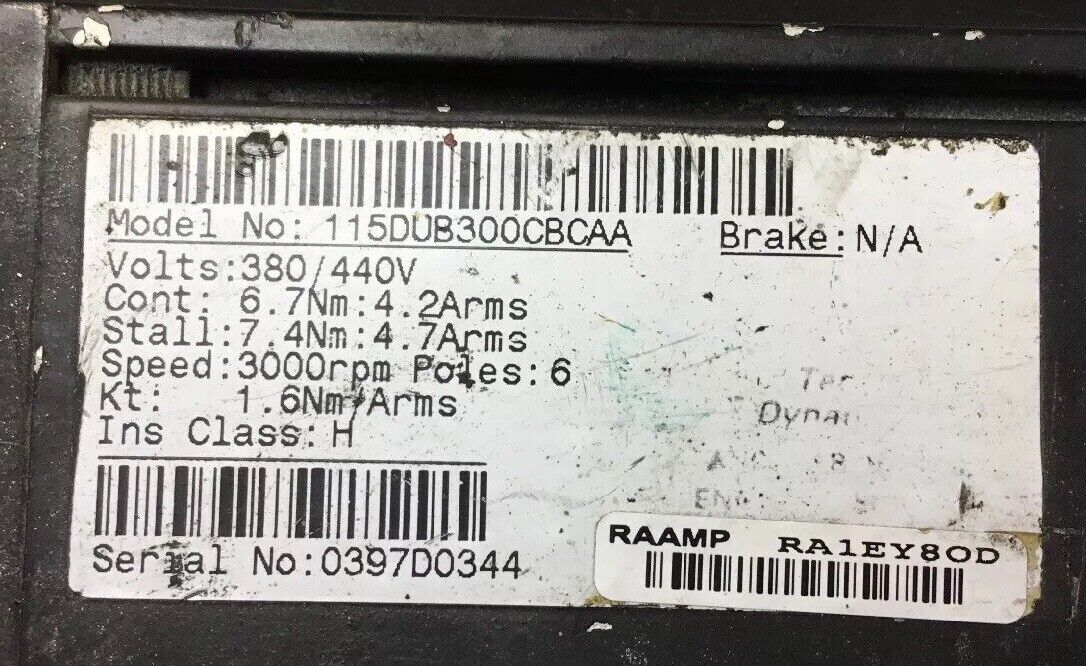 Model No: 115DUB300CBCAA Brake: N/A
Volts:380/440V
Cont: 6.7Nm:4.2Arms
Stall:7.4Nm:4.7Arms
Speed:3000rpm Poles:6
Kt: 1.6Nm/Arms
Ins Class:H
Serial No:0397D0344
RAAMP RA1EY8OD